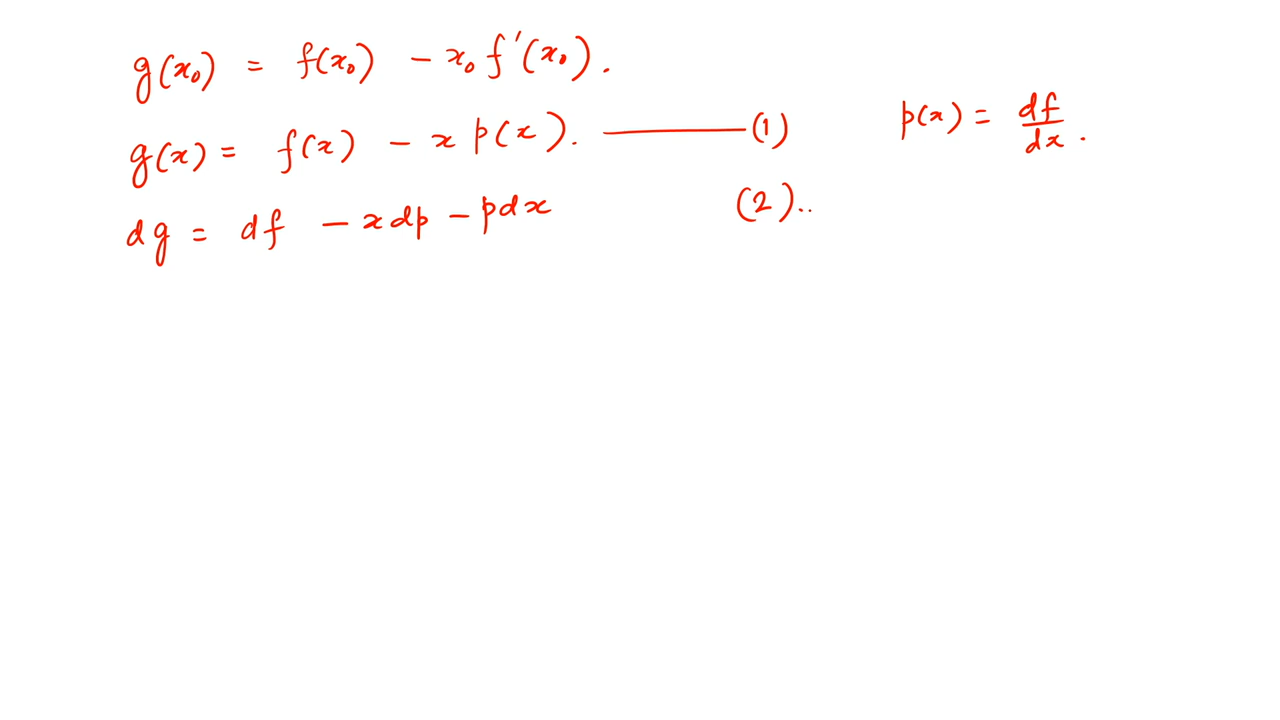 g(x₀) = f(x₀) - x₀ f'(x₀).
g(x) = f(x) - x p(x). ——— (1)
p(x) = df/dx.
dg = df - x dp - p dx (2)..